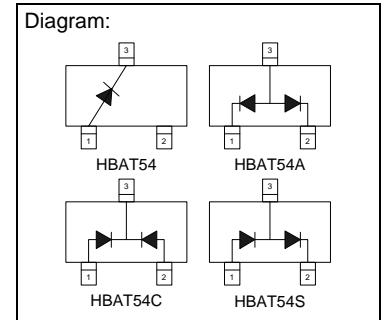 Diagram:
3 3
1 2 1 2
HBAT54 HBAT54A
3 3
1 2 1 2
HBAT54C HBAT54S